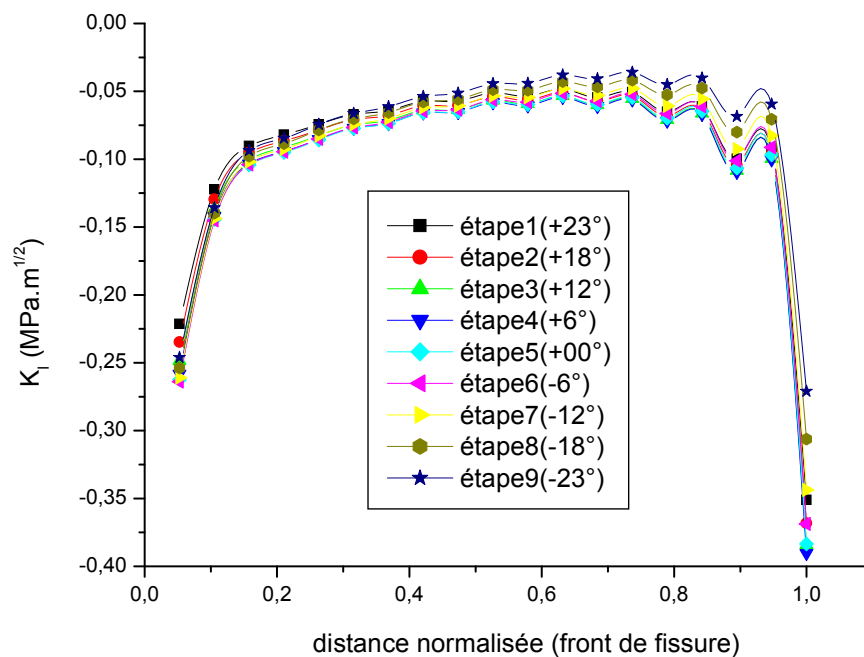 0,00
-0,05
-0,10
-0,15
-0,20
-0,25
-0,30
-0,35
-0,40
K_I (MPa.m^1/2)
étape1(+23°)
étape2(+18°)
étape3(+12°)
étape4(+6°)
étape5(+00°)
étape6(-6°)
étape7(-12°)
étape8(-18°)
étape9(-23°)
0,0 0,2 0,4 0,6 0,8 1,0
distance normalisée (front de fissure)